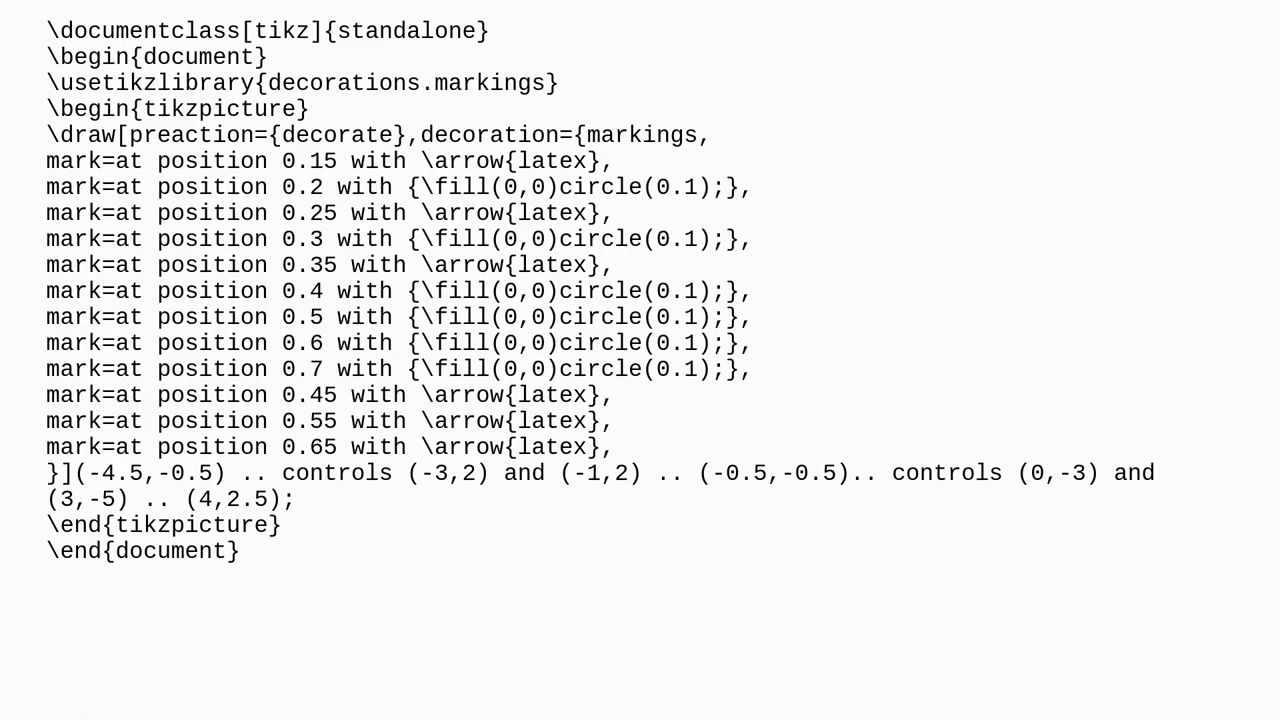 \documentclass[tikz]{standalone}
\begin{document}
\usetikzlibrary{decorations.markings}
\begin{tikzpicture}
\draw[preaction={decorate},decoration={markings,
mark=at position 0.15 with \arrow{latex},
mark=at position 0.2 with {\fill(0,0)circle(0.1);},
mark=at position 0.25 with \arrow{latex},
mark=at position 0.3 with {\fill(0,0)circle(0.1);},
mark=at position 0.35 with \arrow{latex},
mark=at position 0.4 with {\fill(0,0)circle(0.1);},
mark=at position 0.5 with {\fill(0,0)circle(0.1);},
mark=at position 0.6 with {\fill(0,0)circle(0.1);},
mark=at position 0.7 with {\fill(0,0)circle(0.1);},
mark=at position 0.45 with \arrow{latex},
mark=at position 0.55 with \arrow{latex},
mark=at position 0.65 with \arrow{latex},
}](-4.5,-0.5) .. controls (-3,2) and (-1,2) .. (-0.5,-0.5).. controls (0,-3) and
(3,-5) .. (4,2.5);
\end{tikzpicture}
\end{document}